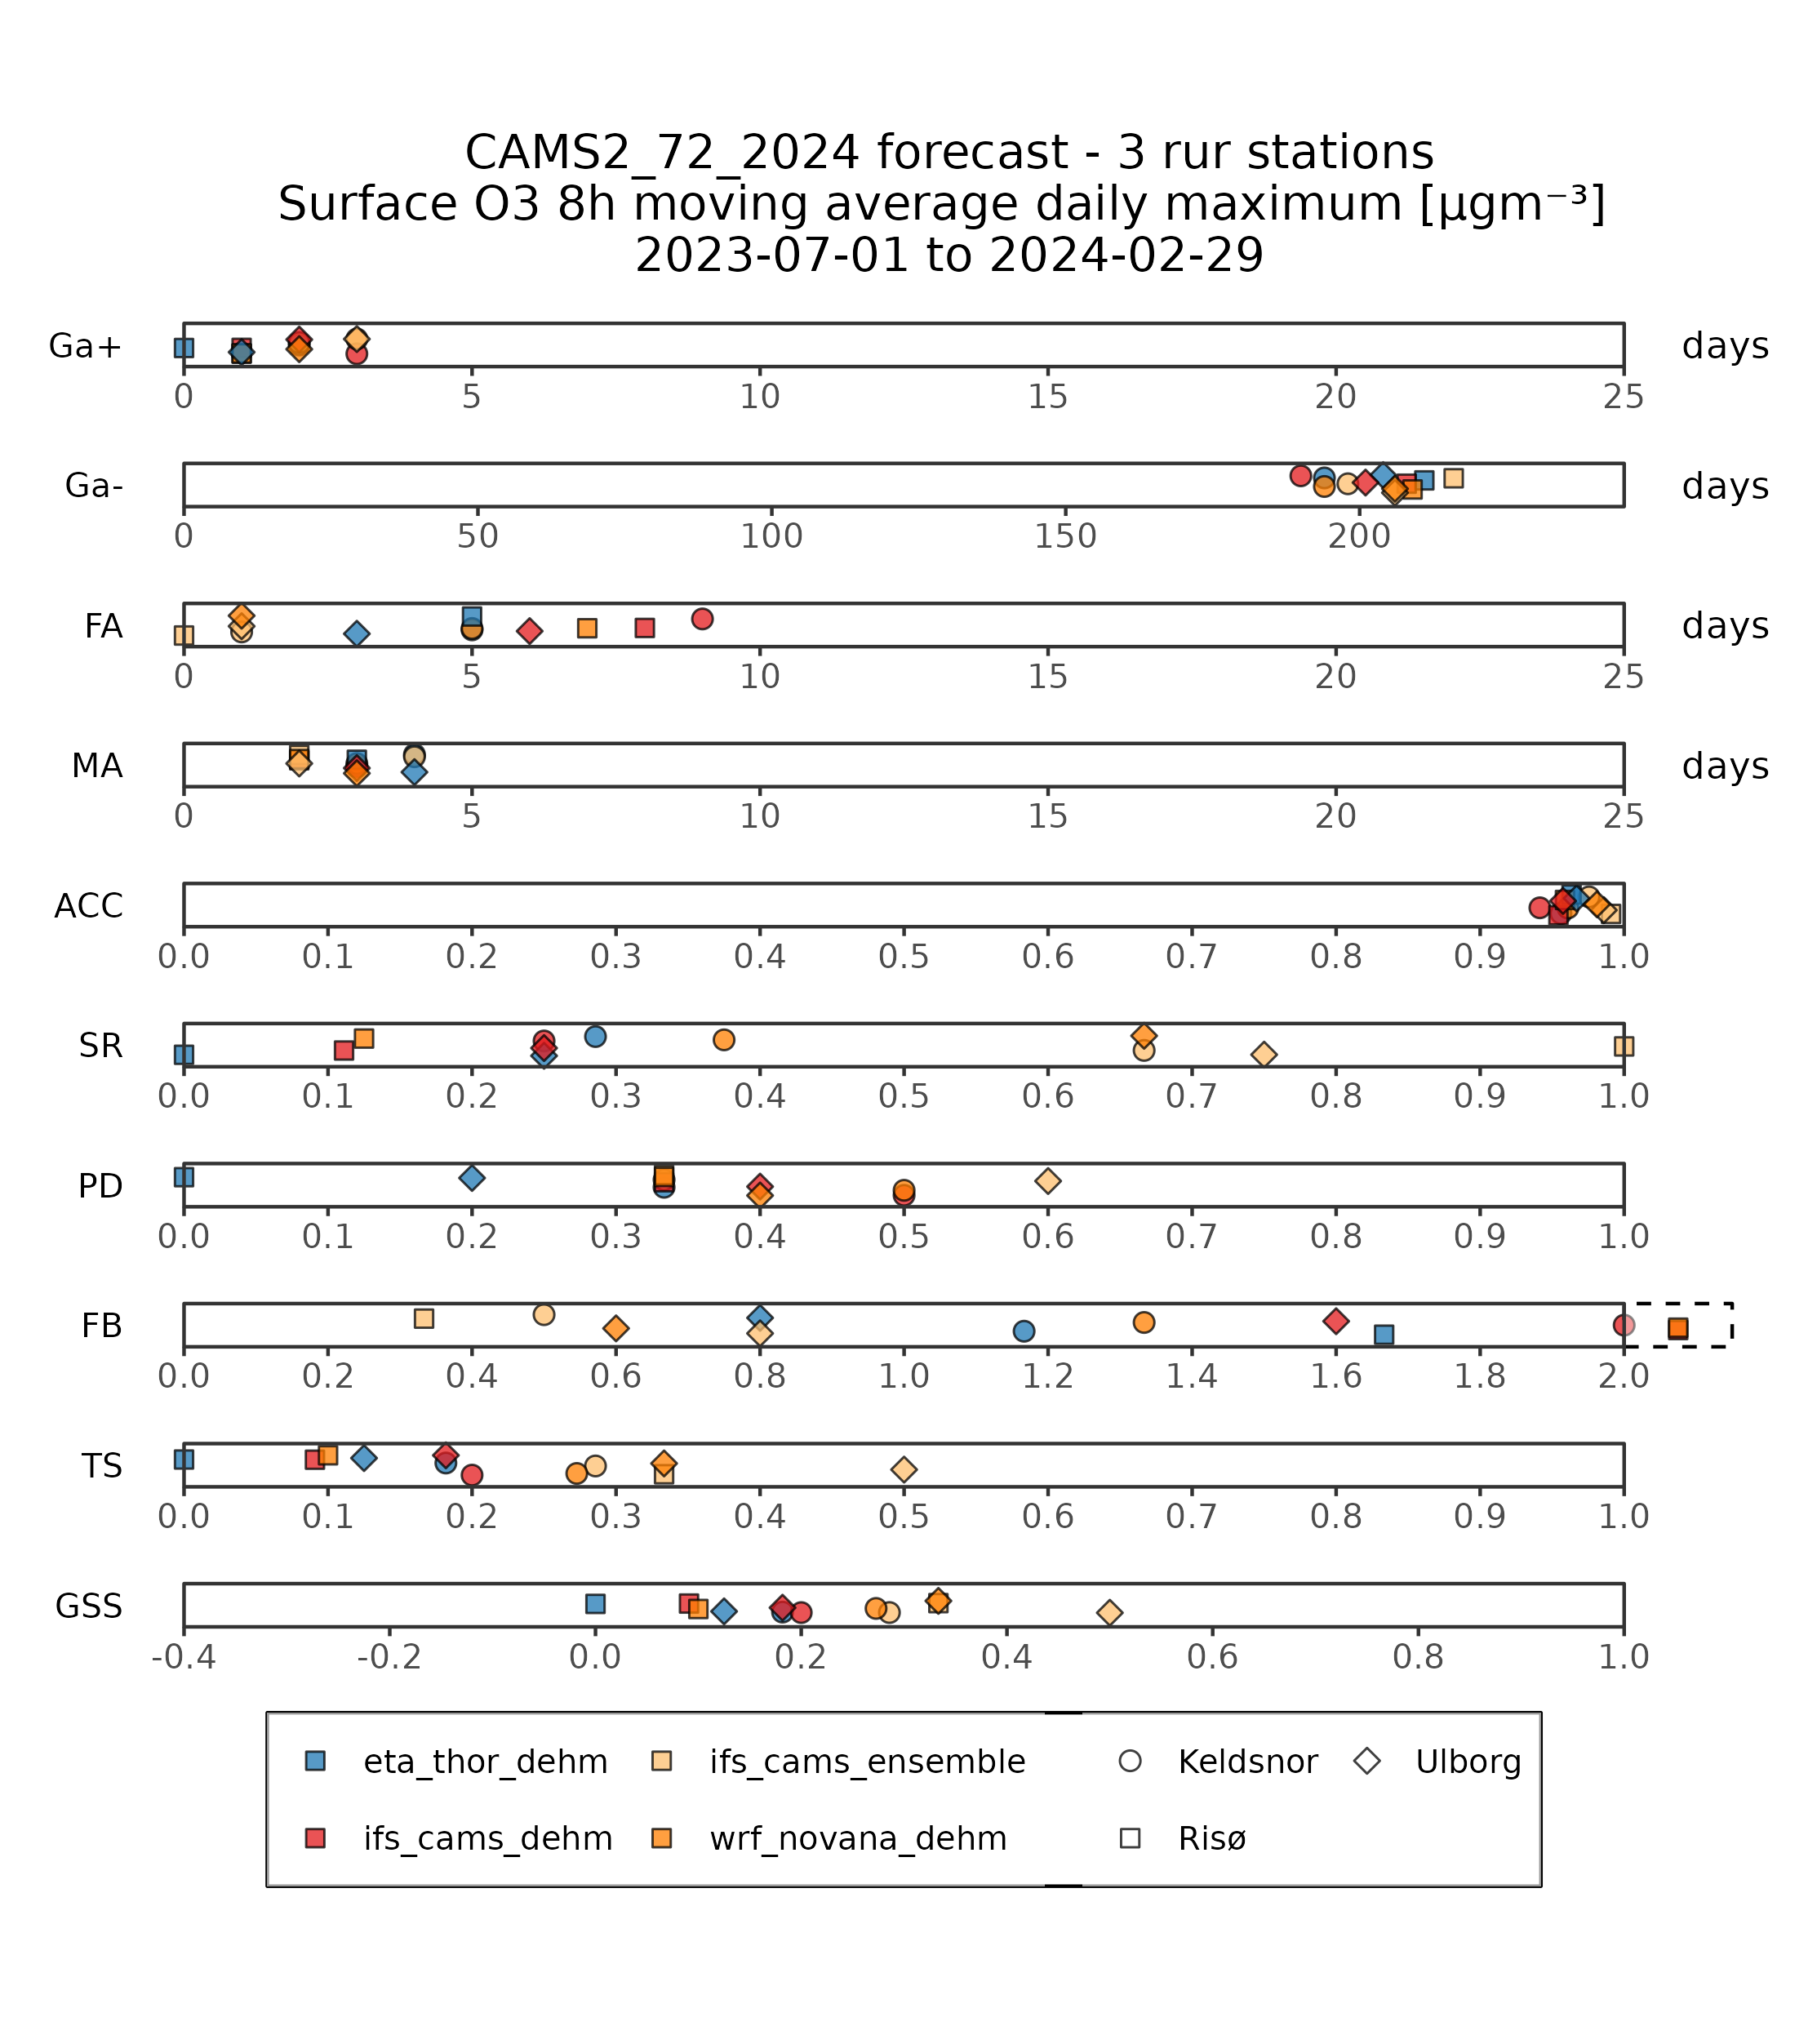 CAMS2_72_2024 forecast - 3 rur stations
Surface O3 8h moving average daily maximum [µgm⁻³]
2023-07-01 to 2024-02-29
Ga+ days
0 5 10 15 20 25
Ga- days
0 50 100 150 200
FA days
0 5 10 15 20 25
MA days
0 5 10 15 20 25
ACC
0.0 0.1 0.2 0.3 0.4 0.5 0.6 0.7 0.8 0.9 1.0
SR
0.0 0.1 0.2 0.3 0.4 0.5 0.6 0.7 0.8 0.9 1.0
PD
0.0 0.1 0.2 0.3 0.4 0.5 0.6 0.7 0.8 0.9 1.0
FB
0.0 0.2 0.4 0.6 0.8 1.0 1.2 1.4 1.6 1.8 2.0
TS
0.0 0.1 0.2 0.3 0.4 0.5 0.6 0.7 0.8 0.9 1.0
GSS
-0.4 -0.2 0.0 0.2 0.4 0.6 0.8 1.0
eta_thor_dehm ifs_cams_ensemble Keldsnor Ulborg
ifs_cams_dehm wrf_novana_dehm Risø